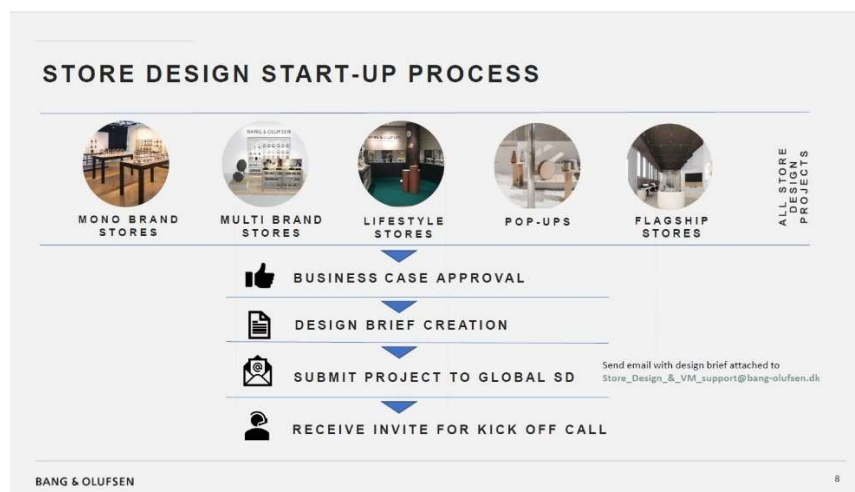 STORE DESIGN START-UP PROCESS
BANG & OLUFSEN
MONO BRAND
STORES
MULTI BRAND
STORES
LIFESTYLE
STORES
POP-UPS
FLAGSHIP
STORES
ALL STORE
DESIGN
PROJECTS
BUSINESS CASE APPROVAL
DESIGN BRIEF CREATION
SUBMIT PROJECT TO GLOBAL SD
Send email with design brief attached to
Store_Design_&_VM_support@bang-olufsen.dk
RECEIVE INVITE FOR KICK OFF CALL
BANG & OLUFSEN
8